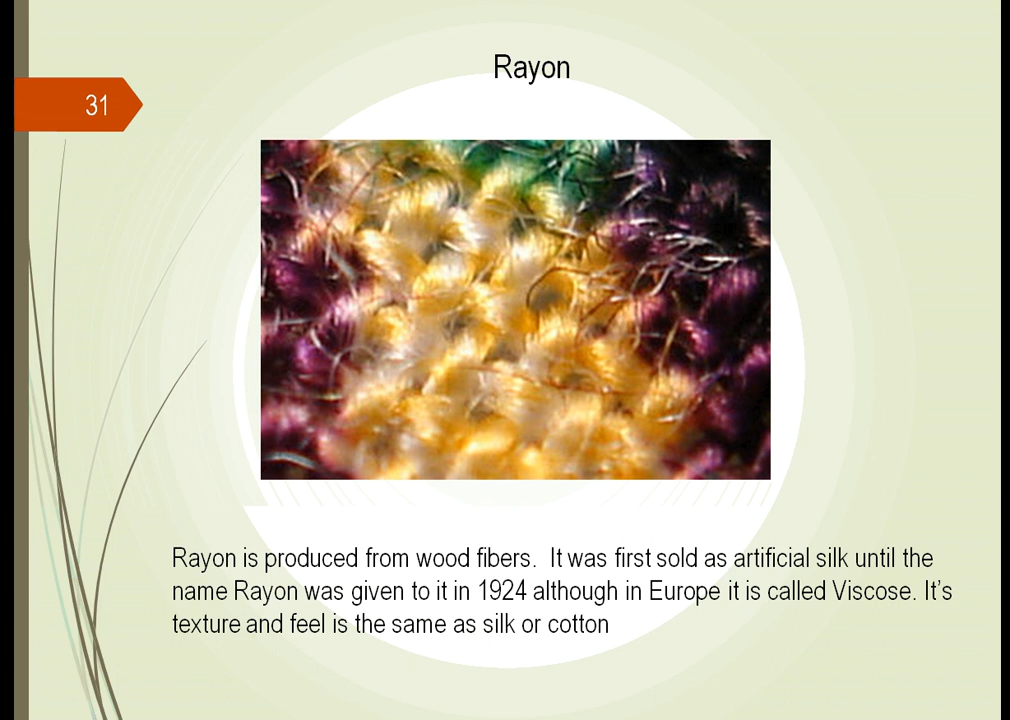 Rayon
31
Rayon is produced from wood fibers.  It was first sold as artificial silk until the
name Rayon was given to it in 1924 although in Europe it is called Viscose. It’s
texture and feel is the same as silk or cotton